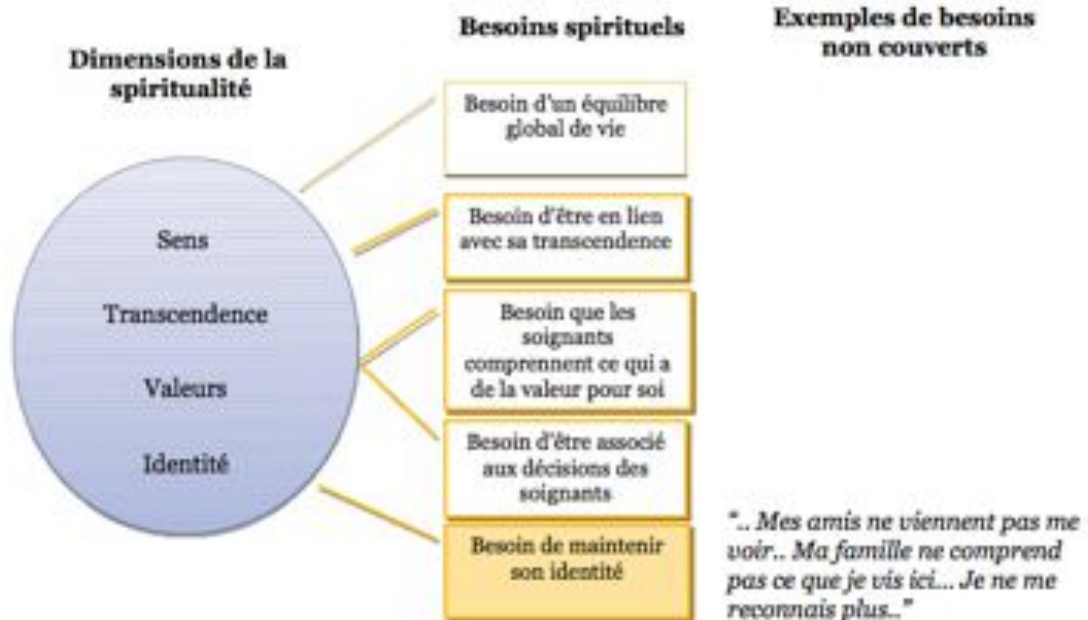 Dimensions de la
spiritualité
Sens
Transcendence
Valeurs
Identité
Besoins spirituels
Besoin d'un équilibre
global de vie
Besoin d'être en lien
avec sa transcendence
Besoin que les
soignants
comprennent ce qui a
de la valeur pour soi
Besoin d'être associé
aux décisions des
soignants
Besoin de maintenir
son identité
Exemples de besoins
non couverts
".. Mes amis ne viennent pas me
voir.. Ma famille ne comprend
pas ce que je vis ici... Je ne me
reconnais plus.."